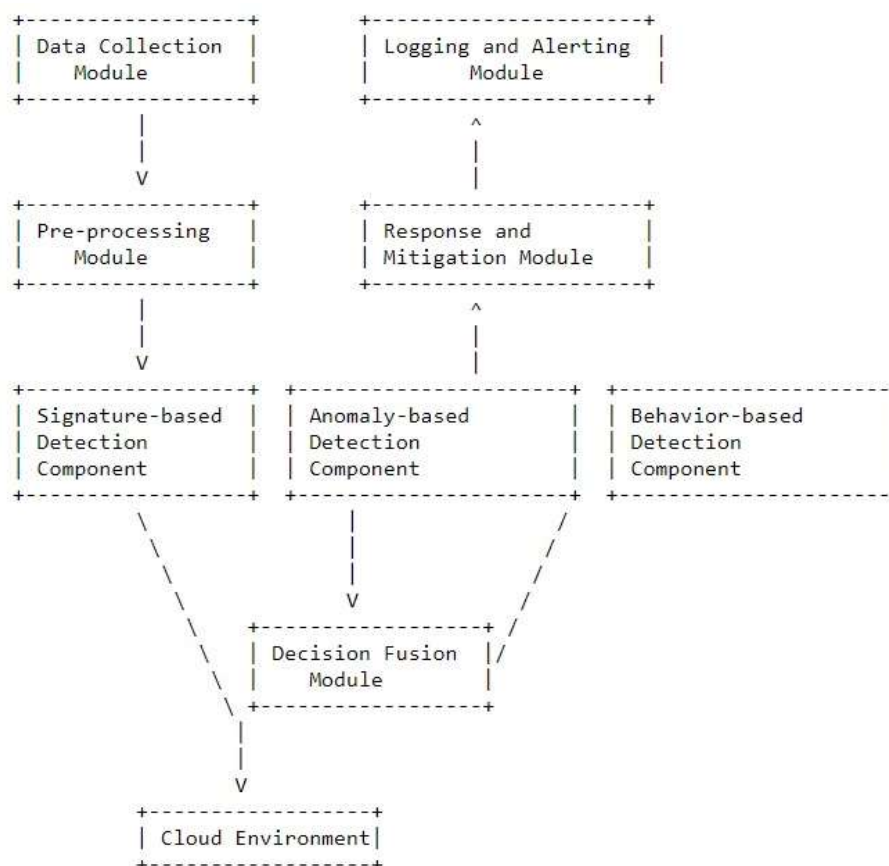 Data Collection
Module
Logging and Alerting
Module
Pre-processing
Module
Response and
Mitigation Module
Signature-based
Detection
Component
Anomaly-based
Detection
Component
Behavior-based
Detection
Component
Decision Fusion
Module
Cloud Environment